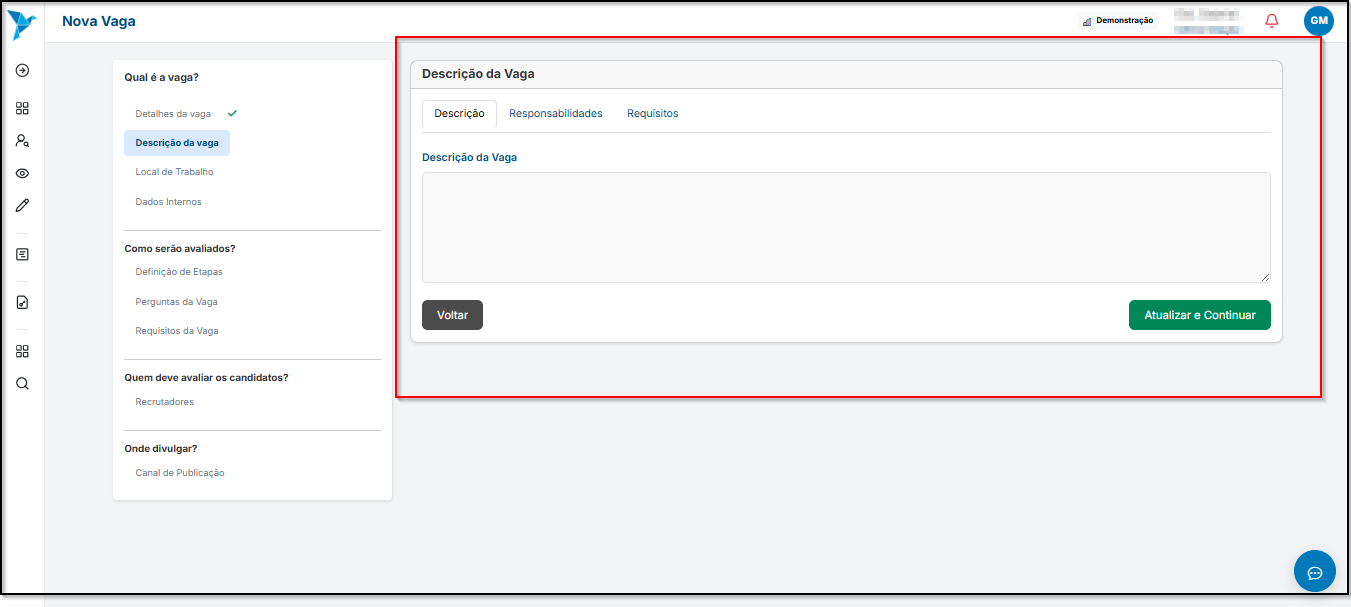 Nova Vaga
Demonstração
GM
Qual é a vaga?
Detalhes da vaga
Descrição da vaga
Local de Trabalho
Dados Internos
Como serão avaliados?
Definição de Etapas
Perguntas da Vaga
Requisitos da Vaga
Quem deve avaliar os candidatos?
Recrutadores
Onde divulgar?
Canal de Publicação
Descrição da Vaga
Descrição Responsabilidades Requisitos
Descrição da Vaga
Voltar Atualizar e Continuar